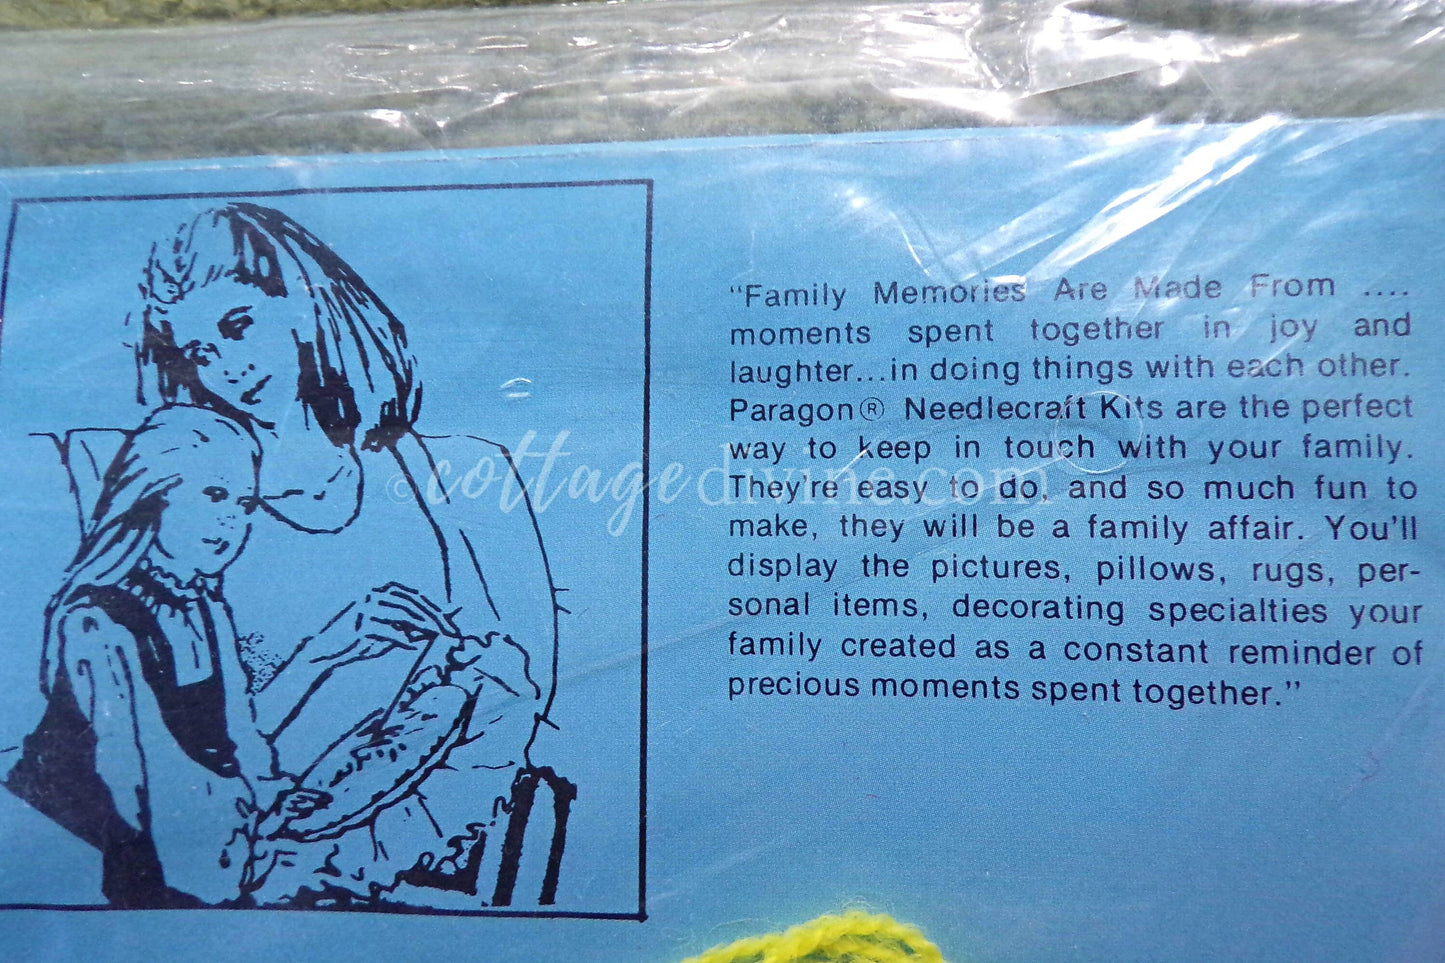 "Family Memories Are Made From ....
moments spent together in joy and
laughter...in doing things with each other.
Paragon® Needlecraft Kits are the perfect
way to keep in touch with your family.
They're easy to do, and so much fun to
make, they will be a family affair. You'll
display the pictures, pillows, rugs, per-
sonal items, decorating specialties your
family created as a constant reminder of
precious moments spent together."
©cottagedivine.com